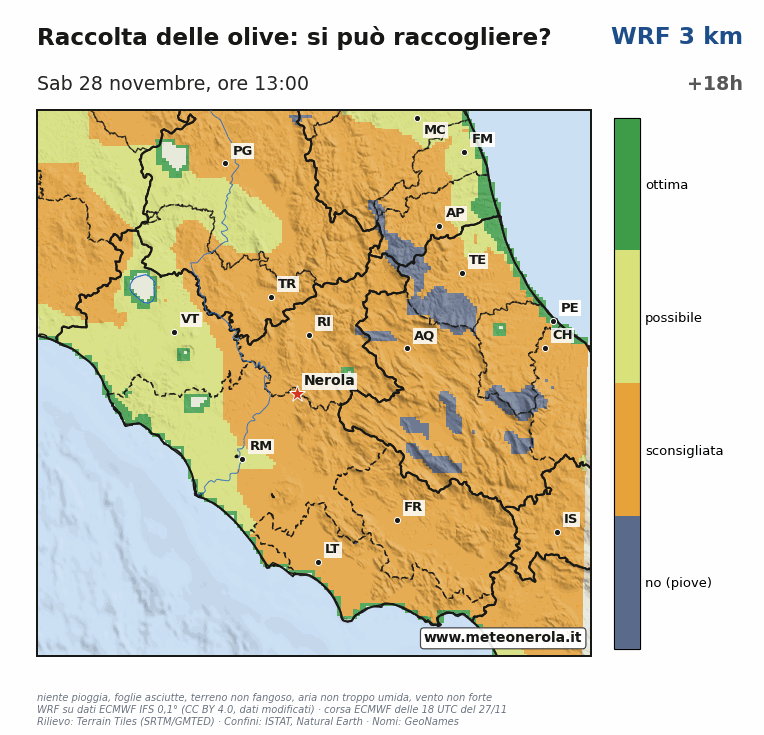 Raccolta delle olive: si può raccogliere?
WRF 3 km
Sab 28 novembre, ore 13:00
+18h
MC
FM
PG
AP
TE
TR
PE
VT
RI
AQ
CH
Nerola
RM
FR
IS
LT
www.meteonerola.it
ottima
possibile
sconsigliata
no (piove)
niente pioggia, foglie asciutte, terreno non fangoso, aria non troppo umida, vento non forte
WRF su dati ECMWF IFS 0,1° (CC BY 4.0, dati modificati) · corsa ECMWF delle 18 UTC del 27/11
Rilievo: Terrain Tiles (SRTM/GMTED) · Confini: ISTAT, Natural Earth · Nomi: GeoNames